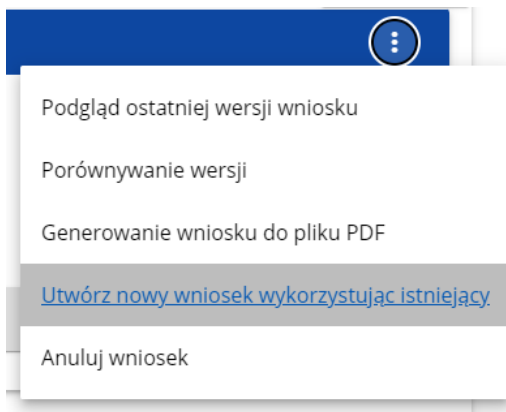 Podgląd ostatniej wersji wniosku
Porównywanie wersji
Generowanie wniosku do pliku PDF
Utwórz nowy wniosek wykorzystując istniejący
Anuluj wniosek